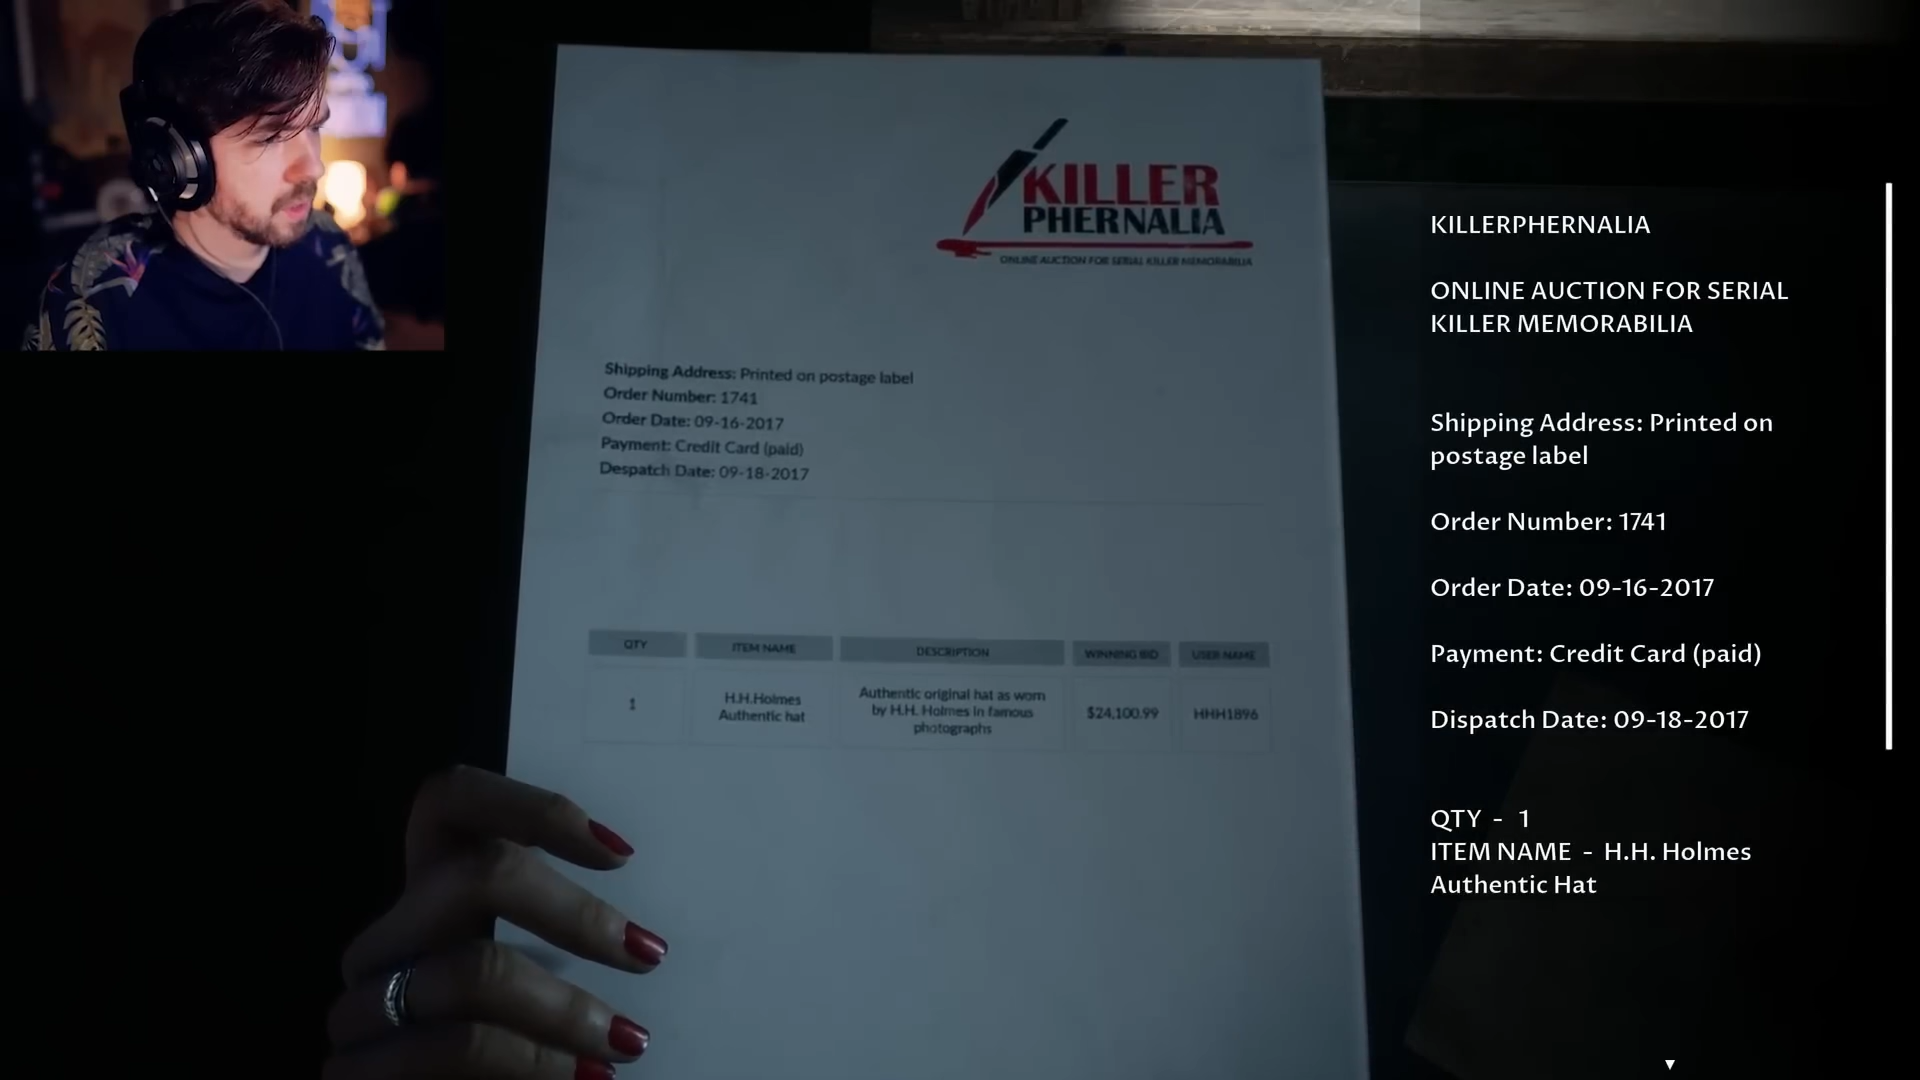 KILLER
PHERNALIA
ONLINE AUCTION FOR SERIAL KILLER MEMORABILIA
Shipping Address: Printed on postage label
Order Number: 1741
Order Date: 09-16-2017
Payment: Credit Card (paid)
Despatch Date: 09-18-2017
QTY ITEM NAME DESCRIPTION WINNING BID USER NAME
1 H.H.Holmes Authentic hat Authentic original hat as worn by H.H. Holmes in famous photographs $24,100.99 HHH1896
KILLERPHERNALIA
ONLINE AUCTION FOR SERIAL
KILLER MEMORABILIA
Shipping Address: Printed on
postage label
Order Number: 1741
Order Date: 09-16-2017
Payment: Credit Card (paid)
Dispatch Date: 09-18-2017
QTY - 1
ITEM NAME - H.H. Holmes
Authentic Hat